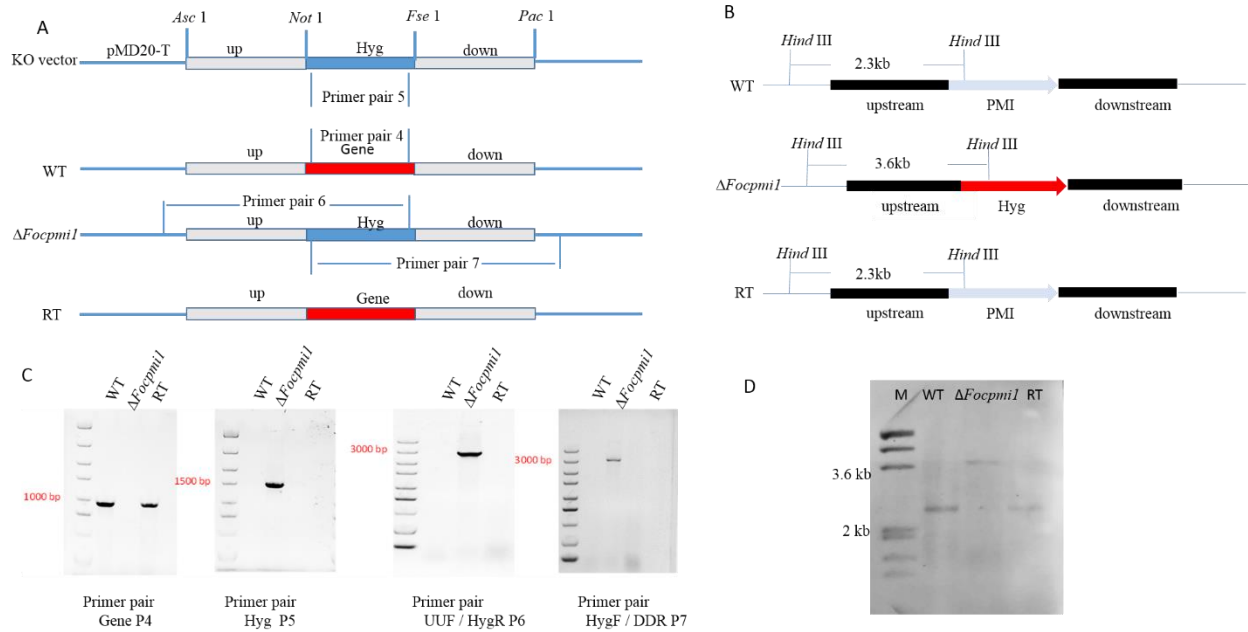 A
Asc 1 Not 1 Fse 1 Pac 1
pMD20-T up Hyg down
KO vector
Primer pair 5
Primer pair 4
up Gene down
WT
Primer pair 6
up Hyg down
ΔFocpmi1
Primer pair 7
up Gene down
RT
B
Hind III Hind III
2.3kb
WT
upstream PMI downstream
Hind III Hind III
3.6kb
ΔFocpmi1
upstream Hyg downstream
Hind III Hind III
2.3kb
RT
upstream PMI downstream
C
WT ΔFocpmi1 RT
1000 bp
Primer pair
Gene P4
WT ΔFocpmi1 RT
1500 bp
Primer pair
Hyg P5
WT ΔFocpmi1 RT
3000 bp
Primer pair
UUF / HygR P6
WT ΔFocpmi1 RT
3000 bp
Primer pair
HygF / DDR P7
D
M WT ΔFocpmi1 RT
3.6 kb
2 kb